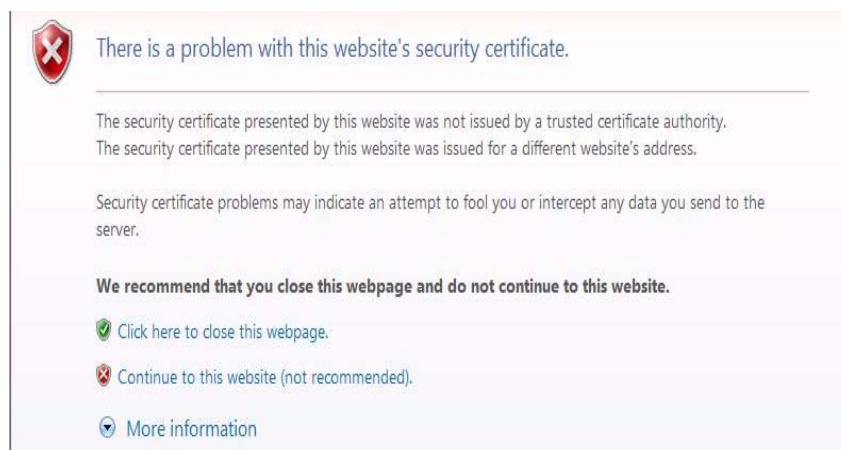 There is a problem with this website's security certificate.
The security certificate presented by this website was not issued by a trusted certificate authority.
The security certificate presented by this website was issued for a different website's address.
Security certificate problems may indicate an attempt to fool you or intercept any data you send to the
server.
We recommend that you close this webpage and do not continue to this website.
Click here to close this webpage.
Continue to this website (not recommended).
More information